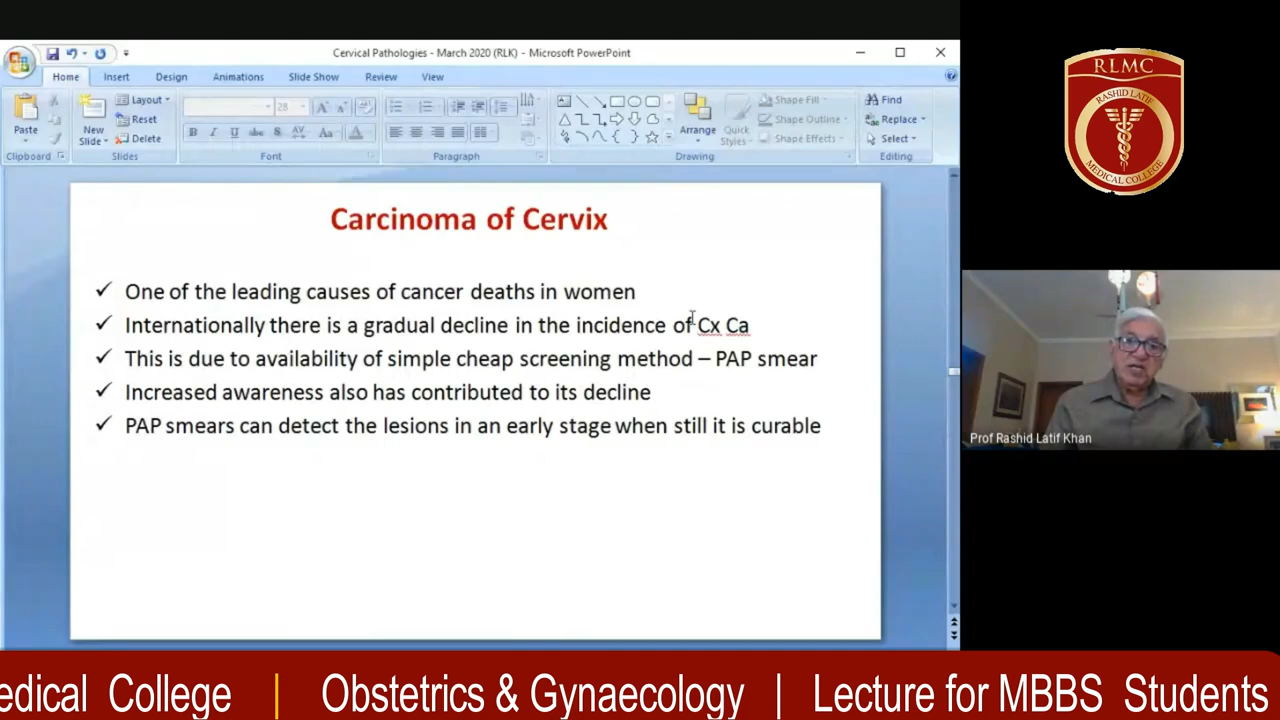 Cervical Pathologies - March 2020 (RLK) - Microsoft PowerPoint
Home Insert Design Animations Slide Show Review View
Paste
Clipboard
New
Slide
Layout
Reset
Delete
Slides
28
B I U abc S AV Aa A
Font
Paragraph
Arrange
Quick
Styles
Shape Fill
Shape Outline
Shape Effects
Drawing
Find
Replace
Select
Editing
Carcinoma of Cervix
✓ One of the leading causes of cancer deaths in women
✓ Internationally there is a gradual decline in the incidence of Cx Ca
✓ This is due to availability of simple cheap screening method – PAP smear
✓ Increased awareness also has contributed to its decline
✓ PAP smears can detect the lesions in an early stage when still it is curable
RLMC
RASHID LATIF
MEDICAL COLLEGE
Prof Rashid Latif Khan
edical College | Obstetrics & Gynaecology | Lecture for MBBS Students